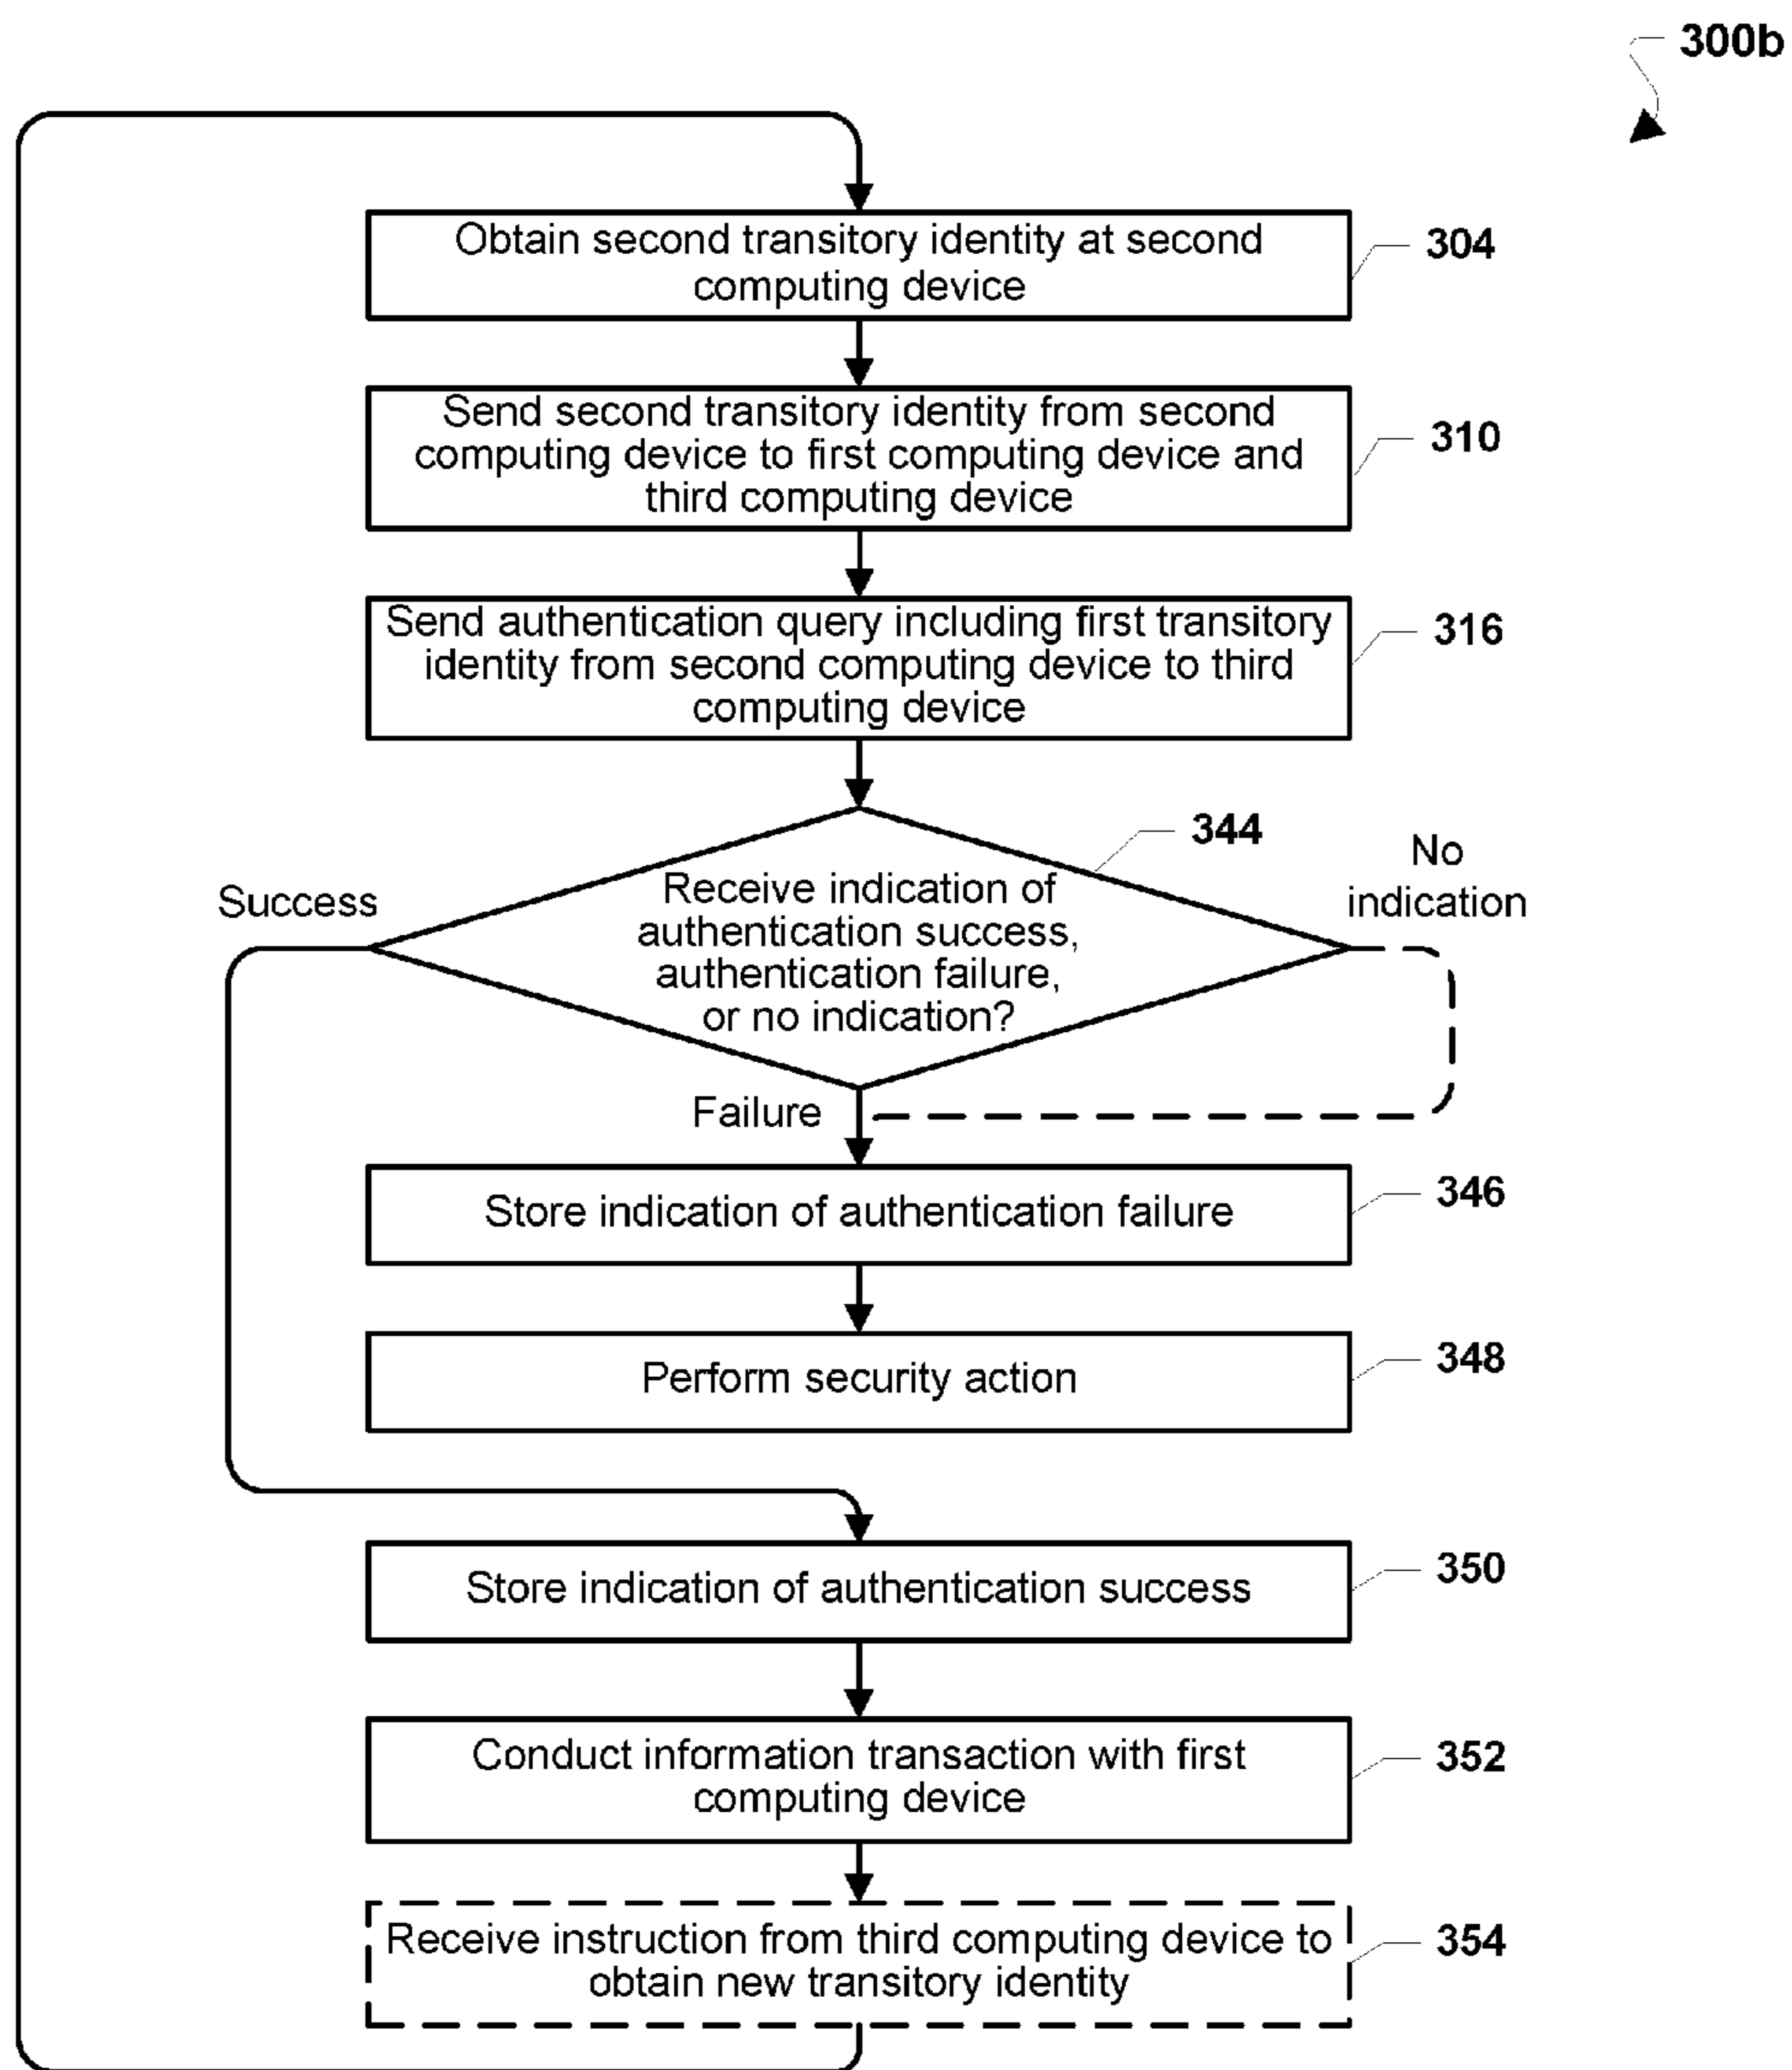 300b
Obtain second transitory identity at second
computing device
304
Send second transitory identity from second
computing device to first computing device and
third computing device
310
Send authentication query including first transitory
identity from second computing device to third
computing device
316
344
No
indication
Success
Receive indication of
authentication success,
authentication failure,
or no indication?
Failure
Store indication of authentication failure
346
Perform security action
348
Store indication of authentication success
350
Conduct information transaction with first
computing device
352
Receive instruction from third computing device to
obtain new transitory identity
354